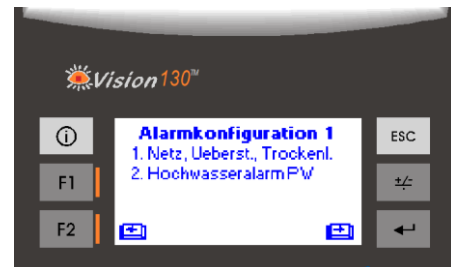 Vision130™
Alarmkonfiguration 1
1. Netz, Ueberst., Trockenl.
2. Hochwasseralarm PW
ESC
F1
+/-
F2